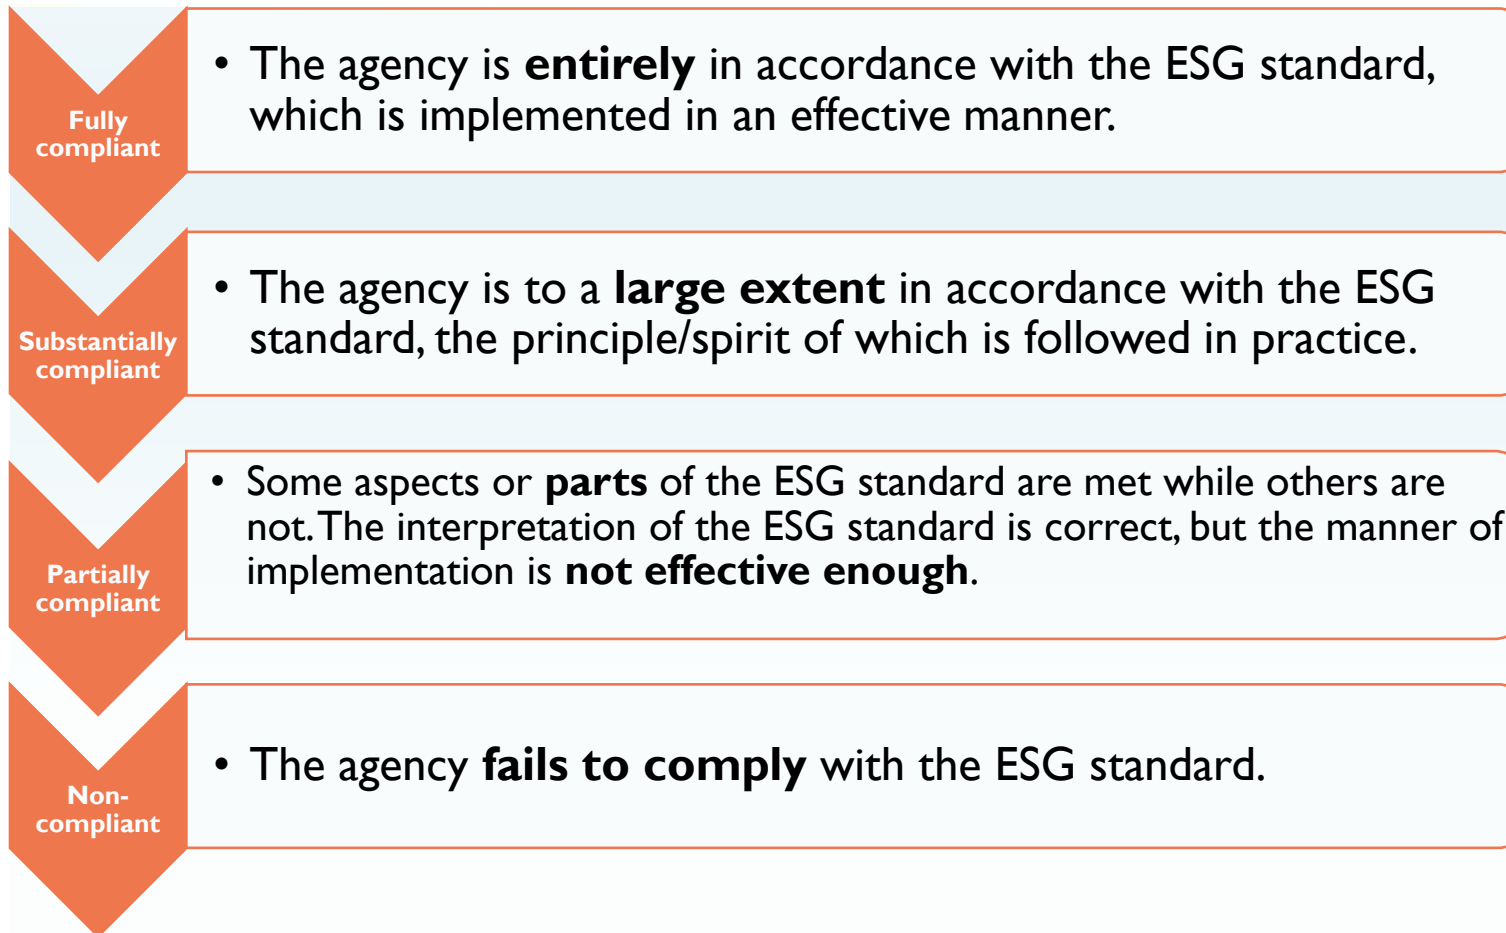 Fully
compliant
• The agency is entirely in accordance with the ESG standard,
which is implemented in an effective manner.
Substantially
compliant
• The agency is to a large extent in accordance with the ESG
standard, the principle/spirit of which is followed in practice.
Partially
compliant
• Some aspects or parts of the ESG standard are met while others are
not. The interpretation of the ESG standard is correct, but the manner of
implementation is not effective enough.
Non-
compliant
• The agency fails to comply with the ESG standard.